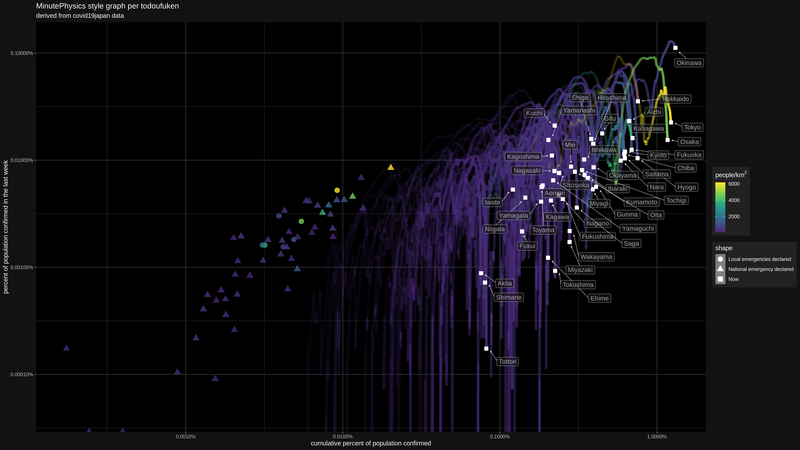 MinutePhysics style graph per todoufuken
derived from covid19japan data
percent of population confirmed in the last week
0.10000%
0.01000%
0.00100%
0.00010%
0.0010%
0.0100%
0.1000%
1.0000%
cumulative percent of population confirmed
Okinawa
Shiga
Hiroshima
Hokkaido
Kochi
Yamanashi
Gifu
Aichi
Tokyo
Kanagawa
Osaka
Mie
Ishikawa
Kagoshima
Kyoto
Fukuoka
Nagasaki
Chiba
Okayama
Saitama
Shizuoka
Ibaraki
Nara
Hyogo
Aomori
Iwate
Miyagi
Kumamoto
Tochigi
Yamagata
Kagawa
Gunma
Oita
Niigata
Toyama
Nagano
Yamaguchi
Fukushima
Fukui
Saga
Wakayama
Miyazaki
Akita
Tokushima
Shimane
Ehime
Tottori
people/km²
6000
4000
2000
shape
Local emergencies declared
National emergency declared
Now